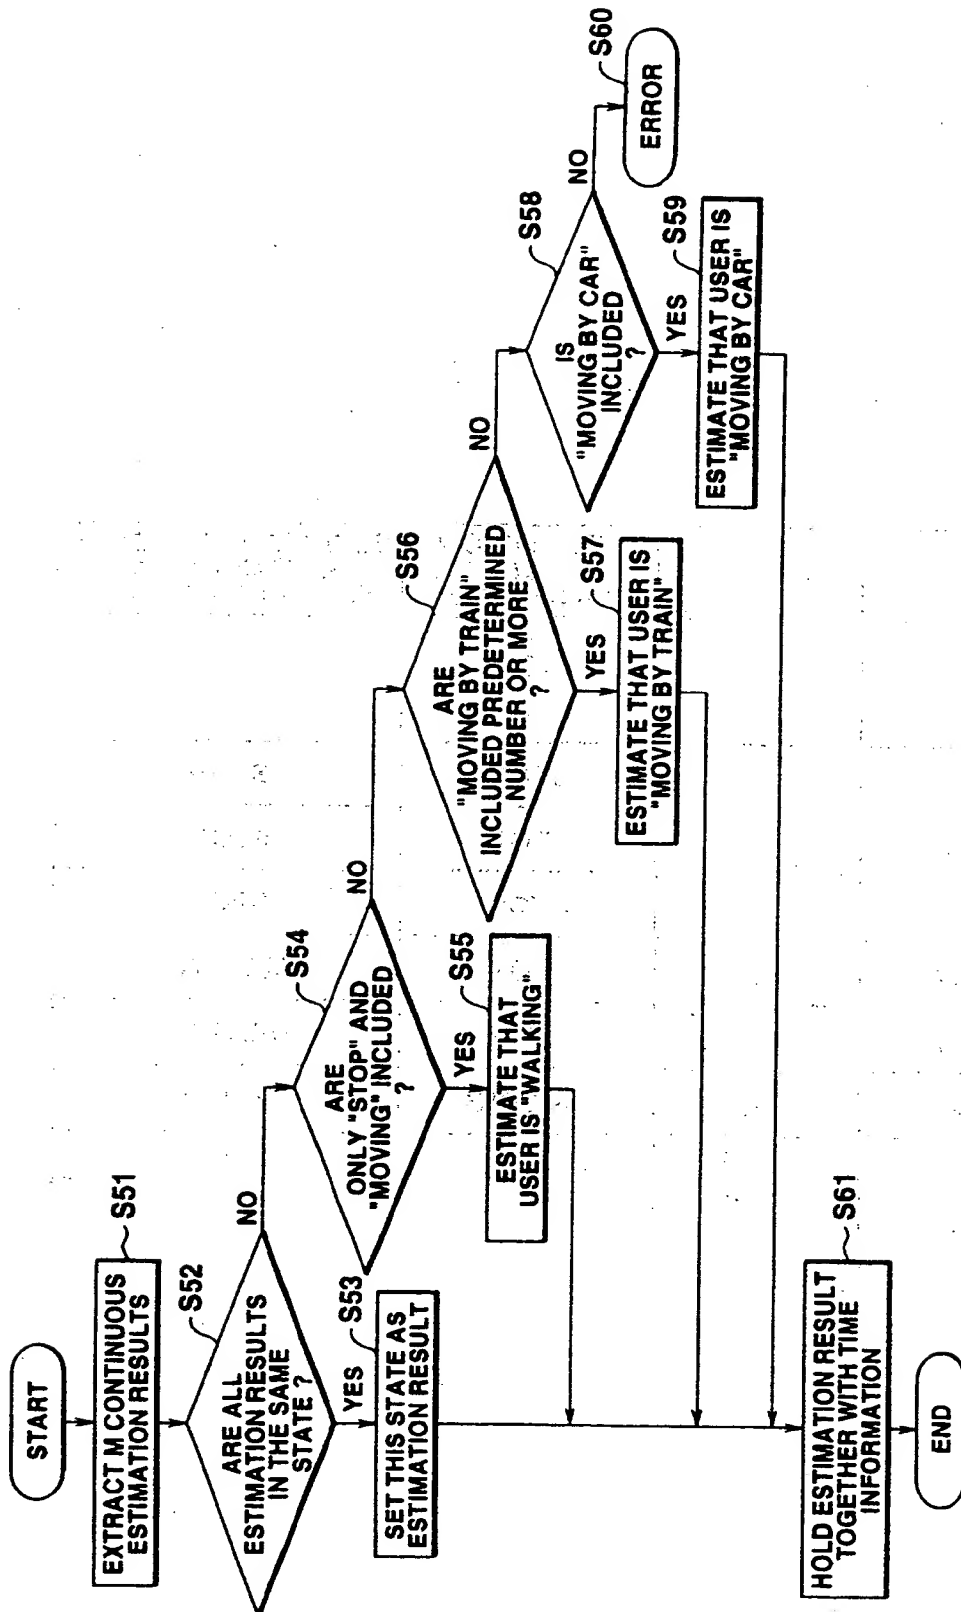 START
EXTRACT M CONTINUOUS
ESTIMATION RESULTS
S51
ARE ALL
ESTIMATION RESULTS
IN THE SAME
STATE ?
S52
NO
YES
SET THIS STATE AS
ESTIMATION RESULT
S53
ARE
ONLY "STOP" AND
"MOVING" INCLUDED
?
S54
NO
YES
ESTIMATE THAT
USER IS "WALKING"
S55
ARE
"MOVING BY TRAIN"
INCLUDED PREDETERMINED
NUMBER OR MORE
?
S56
NO
YES
ESTIMATE THAT USER IS
"MOVING BY TRAIN"
S57
IS
"MOVING BY CAR"
INCLUDED
?
S58
NO
YES
ESTIMATE THAT USER IS
"MOVING BY CAR"
S59
ERROR
S60
HOLD ESTIMATION RESULT
TOGETHER WITH TIME
INFORMATION
S61
END